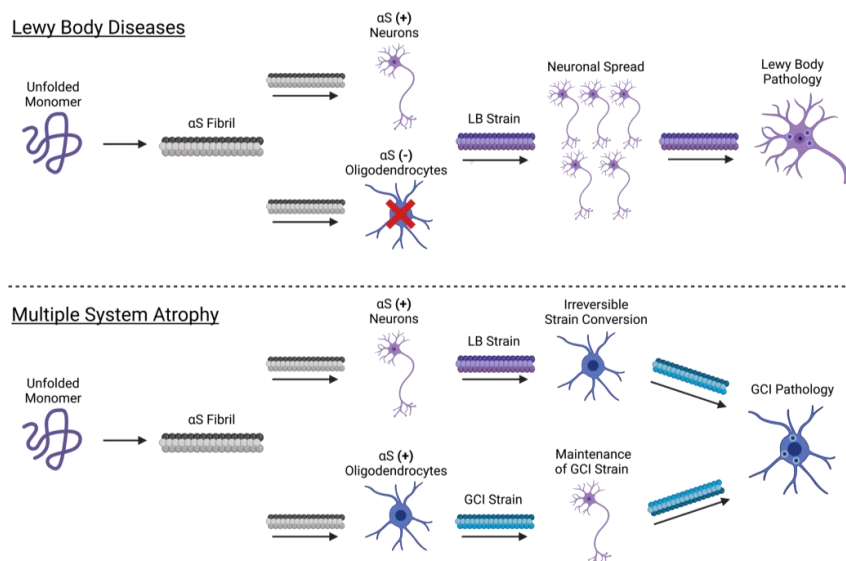 Lewy Body Diseases
αS (+)
Neurons
Unfolded
Monomer
αS Fibril
αS (-)
Oligodendrocytes
LB Strain
Neuronal Spread
Lewy Body
Pathology
Multiple System Atrophy
αS (+)
Neurons
Unfolded
Monomer
αS Fibril
αS (+)
Oligodendrocytes
LB Strain
Irreversible
Strain Conversion
GCI Strain
Maintenance
of GCI Strain
GCI Pathology